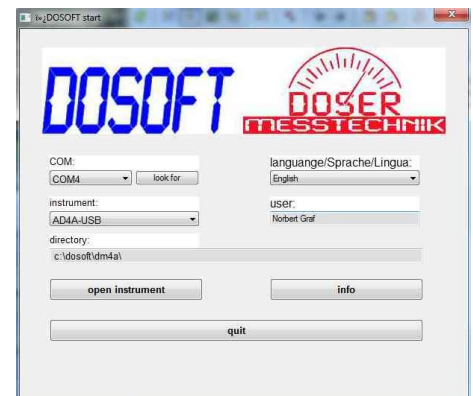 ï»¿DOSOFT start
DOSOFT
DOSER
MESSTECHNIK
COM:
COM4
look for
languange/Sprache/Lingua:
English
instrument:
AD4A-USB
user:
Norbert Graf
directory:
c:\dosoft\dm4a\
open instrument
info
quit